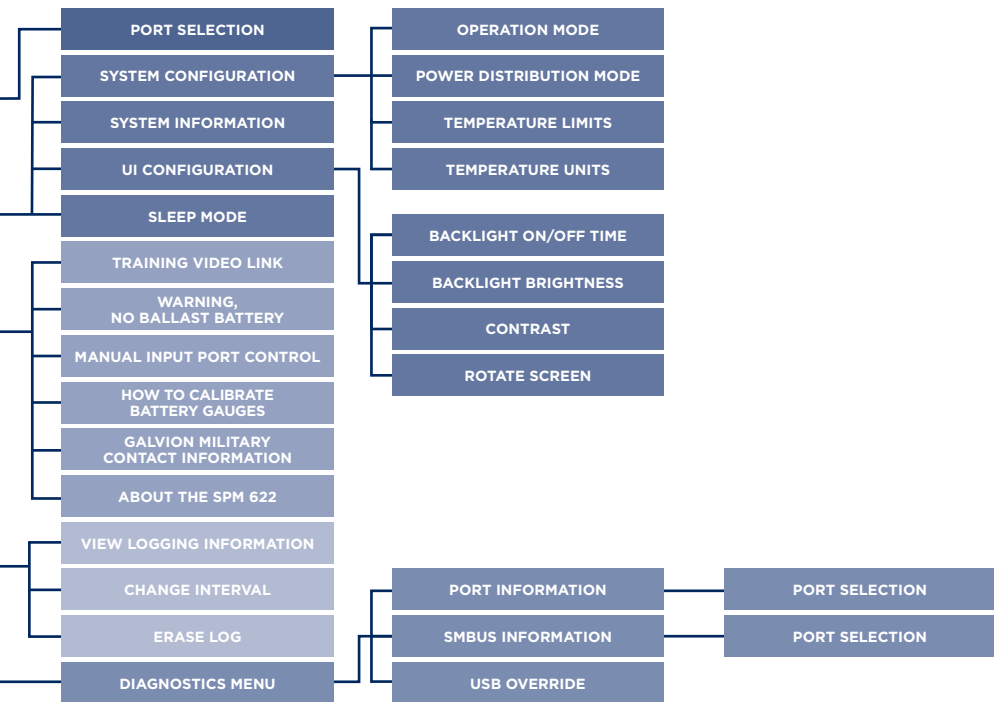 PORT SELECTION
SYSTEM CONFIGURATION
SYSTEM INFORMATION
UI CONFIGURATION
SLEEP MODE
TRAINING VIDEO LINK
WARNING,
NO BALLAST BATTERY
MANUAL INPUT PORT CONTROL
HOW TO CALIBRATE
BATTERY GAUGES
GALVION MILITARY
CONTACT INFORMATION
ABOUT THE SPM 622
VIEW LOGGING INFORMATION
CHANGE INTERVAL
ERASE LOG
DIAGNOSTICS MENU
OPERATION MODE
POWER DISTRIBUTION MODE
TEMPERATURE LIMITS
TEMPERATURE UNITS
BACKLIGHT ON/OFF TIME
BACKLIGHT BRIGHTNESS
CONTRAST
ROTATE SCREEN
PORT INFORMATION
SMBUS INFORMATION
USB OVERRIDE
PORT SELECTION
PORT SELECTION